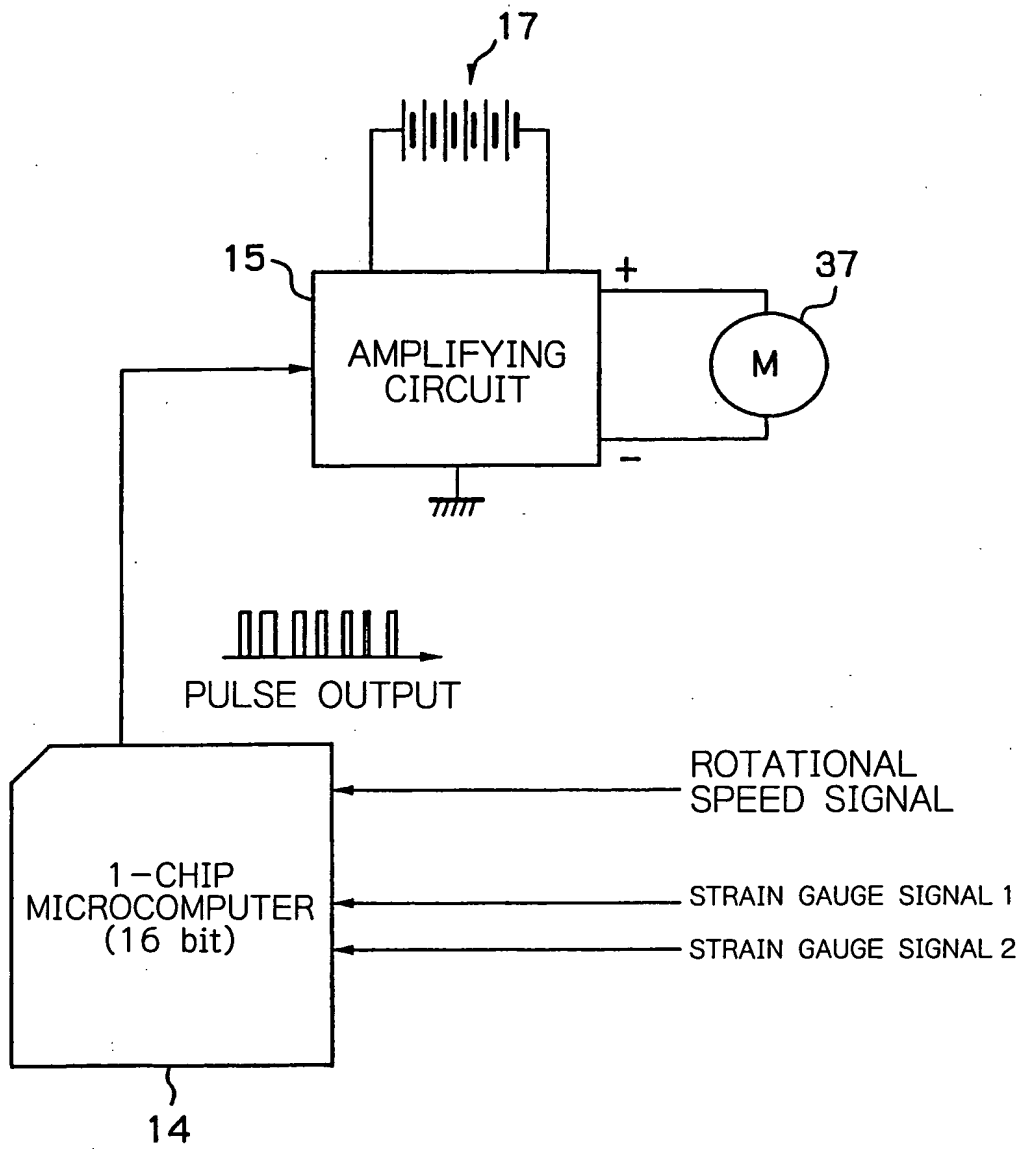 17
15
+
37
AMPLIFYING
CIRCUIT
M
-
PULSE OUTPUT
ROTATIONAL
SPEED SIGNAL
1-CHIP
MICROCOMPUTER
(16 bit)
STRAIN GAUGE SIGNAL 1
STRAIN GAUGE SIGNAL 2
14